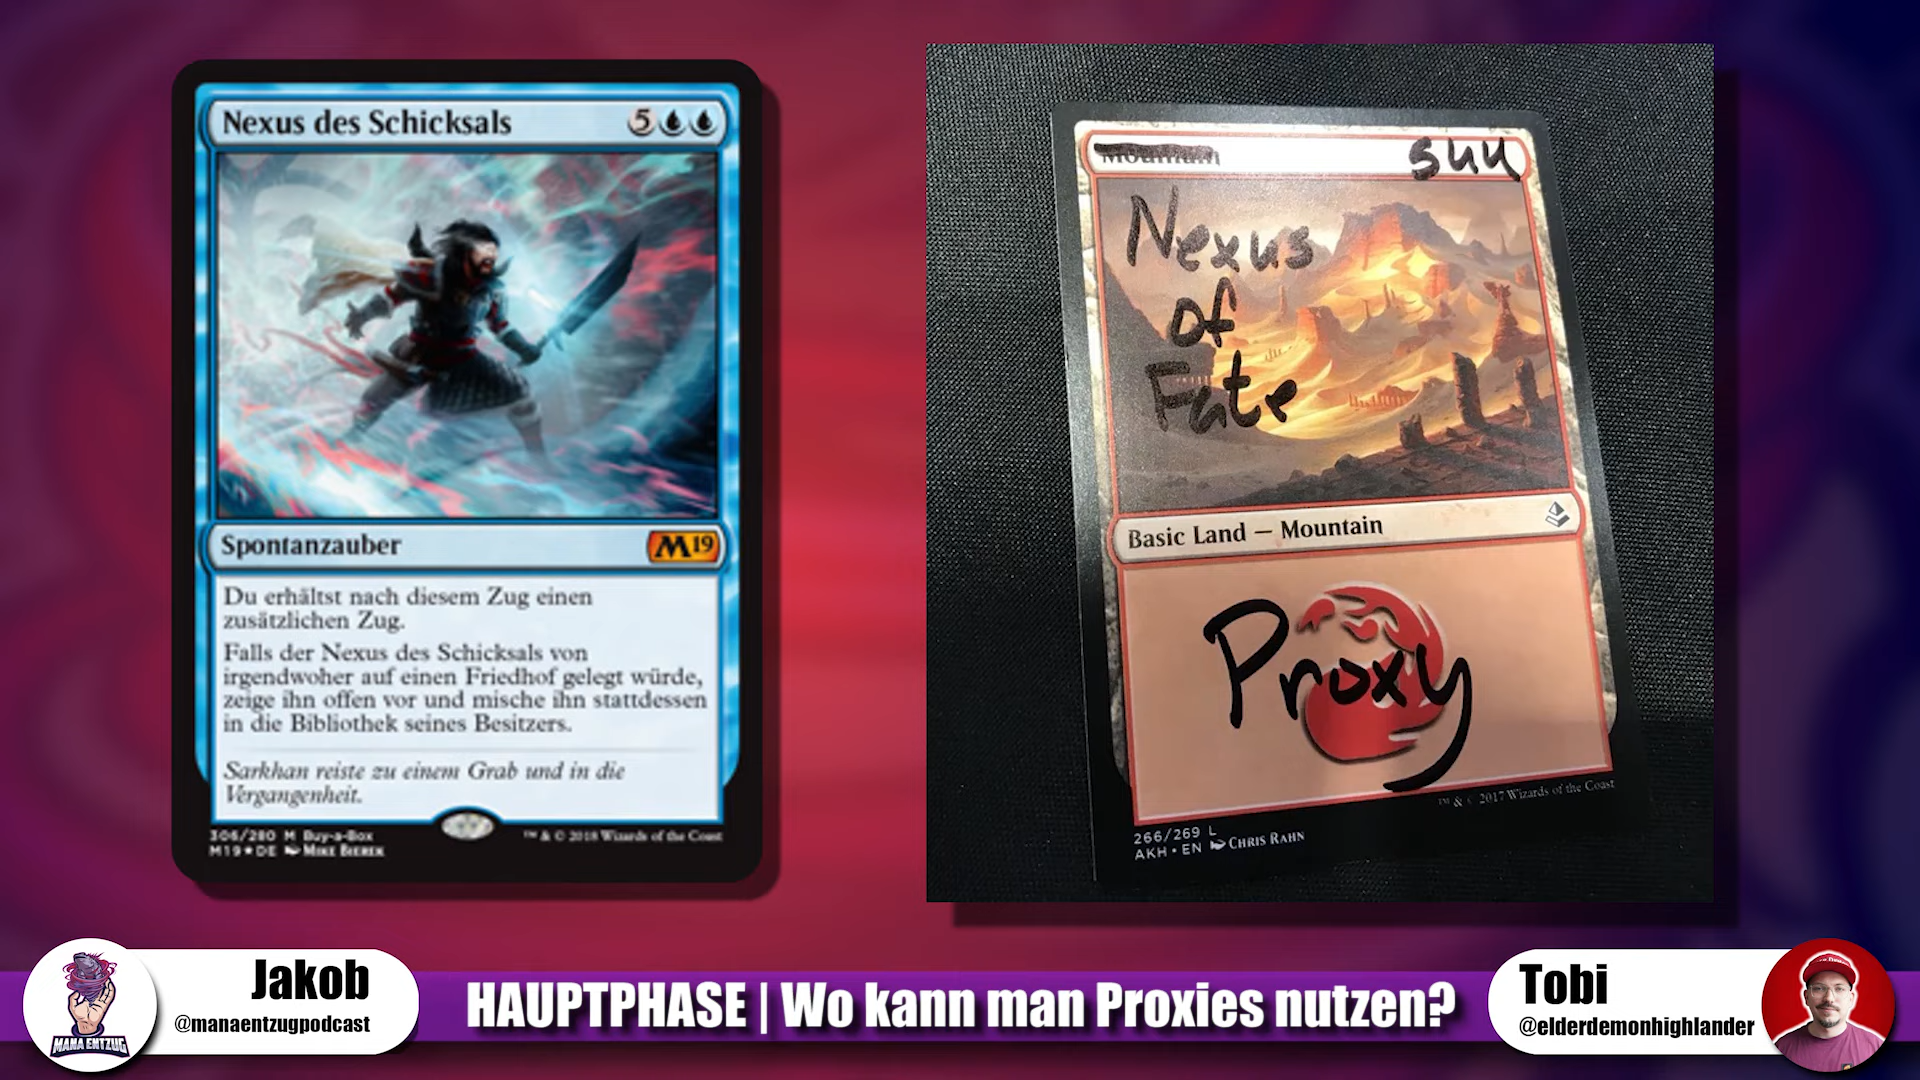 Nexus des Schicksals 5
Spontanzauber M19
Du erhältst nach diesem Zug einen
zusätzlichen Zug.
Falls der Nexus des Schicksals von
irgendwoher auf einen Friedhof gelegt würde,
zeige ihn offen vor und mische ihn stattdessen
in die Bibliothek seines Besitzers.
Sarkhan reiste zu einem Grab und in die
Vergangenheit.
306/280 M Buy-a-Box
M19★DE
™ & © 2018 Wizards of the Coast
Mountain
5UU
Nexus
of
Fate
Basic Land — Mountain
Proxy
™ & © 2017 Wizards of the Coast
266/269 L
AKH • EN Chris Rahn
MANA ENTZUG
Jakob
@manaentzugpodcast
HAUPTPHASE | Wo kann man Proxies nutzen?
Tobi
@elderdemonhighlander